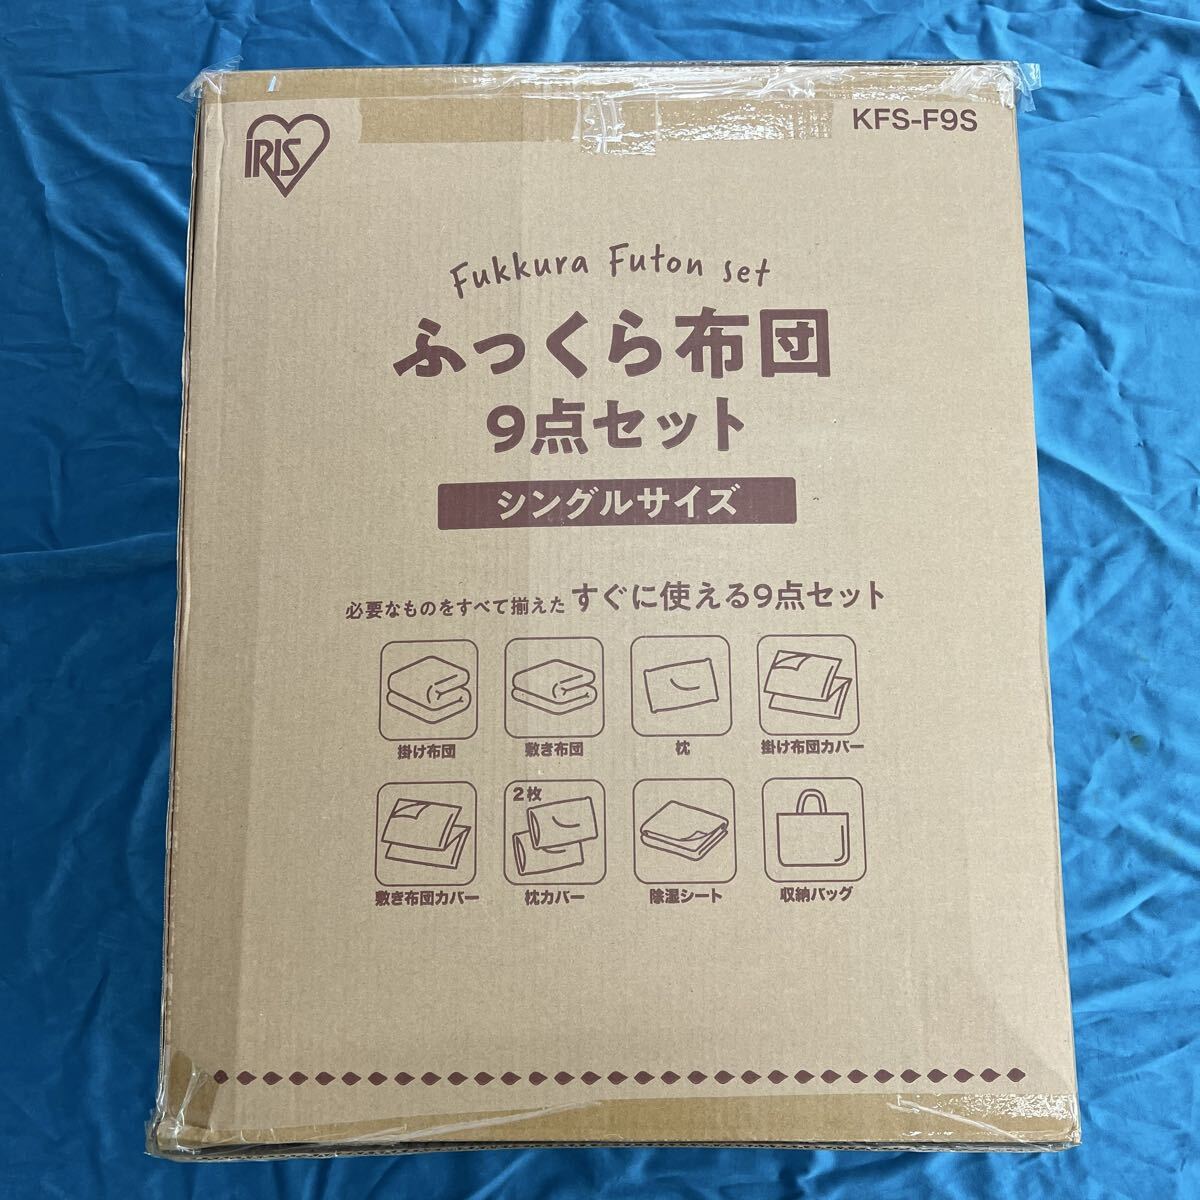 IRIS
KFS-F9S
Fukkura Futon set
ふっくら布団
9点セット
シングルサイズ
必要なものをすべて揃えた すぐに使える9点セット
掛け布団
敷き布団
枕
掛け布団カバー
敷き布団カバー
2枚
枕カバー
除湿シート
収納バッグ